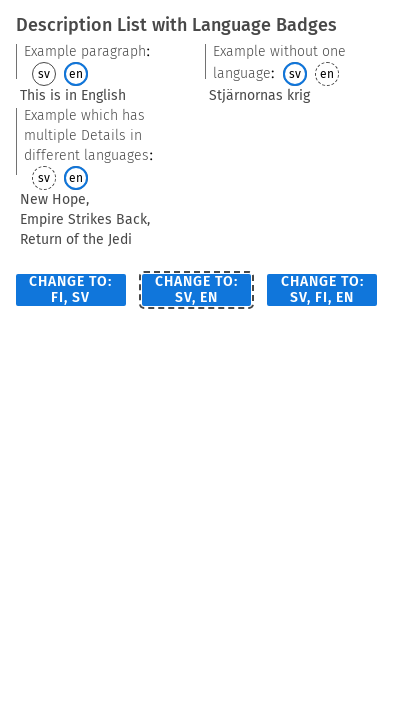 Description List with Language Badges
Example paragraph:
sv en
This is in English
Example without one
language: sv en
Stjärnornas krig
Example which has
multiple Details in
different languages:
sv en
New Hope,
Empire Strikes Back,
Return of the Jedi
CHANGE TO:
FI, SV
CHANGE TO:
SV, EN
CHANGE TO:
SV, FI, EN